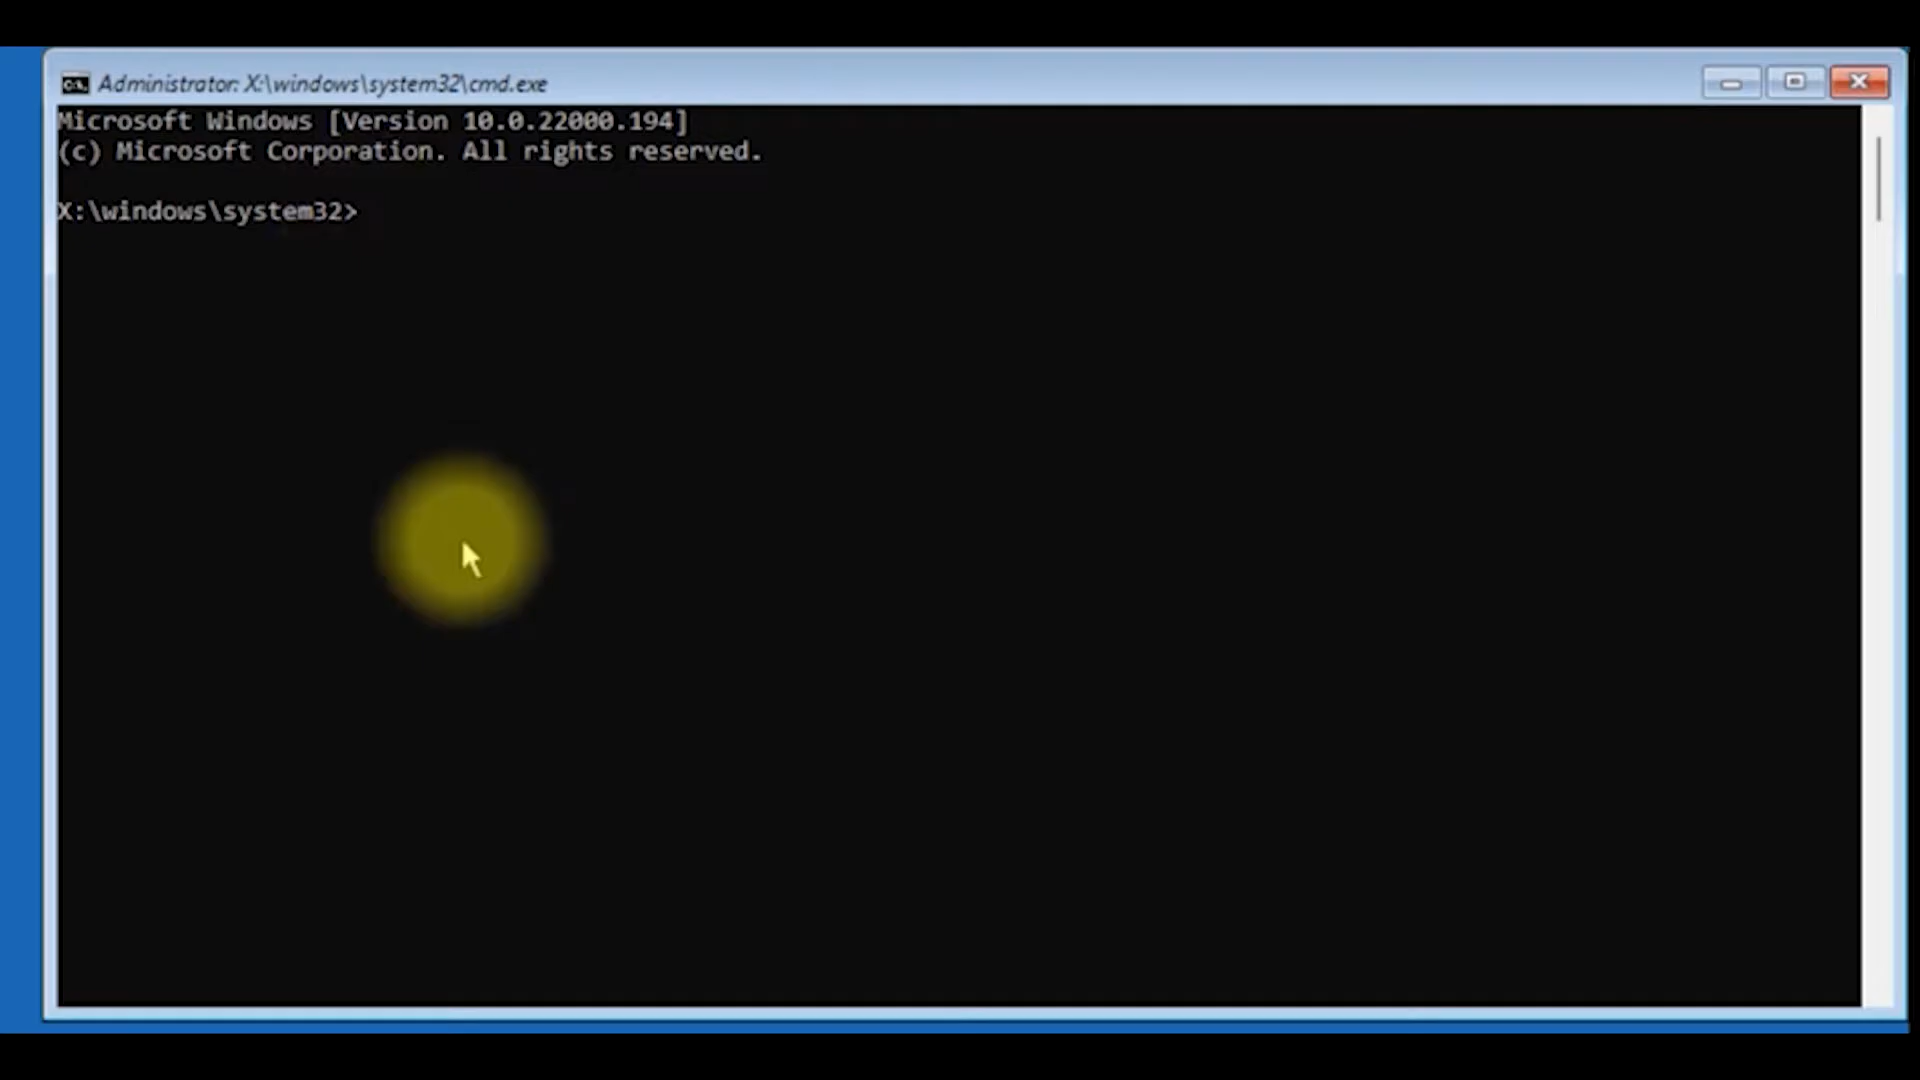 Administrator: X:\windows\system32\cmd.exe
Microsoft Windows [Version 10.0.22000.194]
(c) Microsoft Corporation. All rights reserved.
X:\windows\system32>